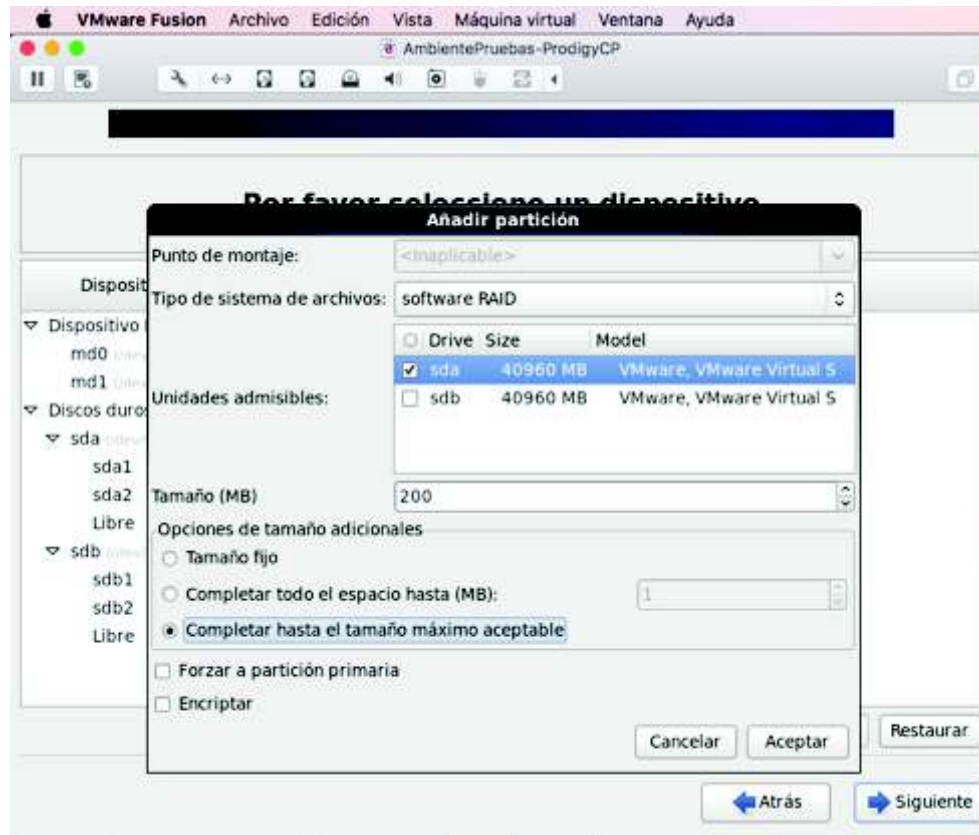 VMware Fusion Archivo Edición Vista Máquina virtual Ventana Ayuda
AmbientePruebas-ProdigyCP
Por favor seleccione un dispositivo
Añadir partición
Punto de montaje: <Inaplicable>
Disposit
Tipo de sistema de archivos: software RAID
Dispositivo
Drive Size Model
md0
sda 40960 MB VMware, VMware Virtual S
md1
Unidades admisibles:
sdb 40960 MB VMware, VMware Virtual S
Discos duros
sda
sda1
sda2
Tamaño (MB) 200
Libre
Opciones de tamaño adicionales
sdb
Tamaño fijo
sdb1
Completar todo el espacio hasta (MB): 1
sdb2
Completar hasta el tamaño máximo aceptable
Libre
Forzar a partición primaria
Encriptar
Cancelar Aceptar Restaurar
Atrás Siguiente